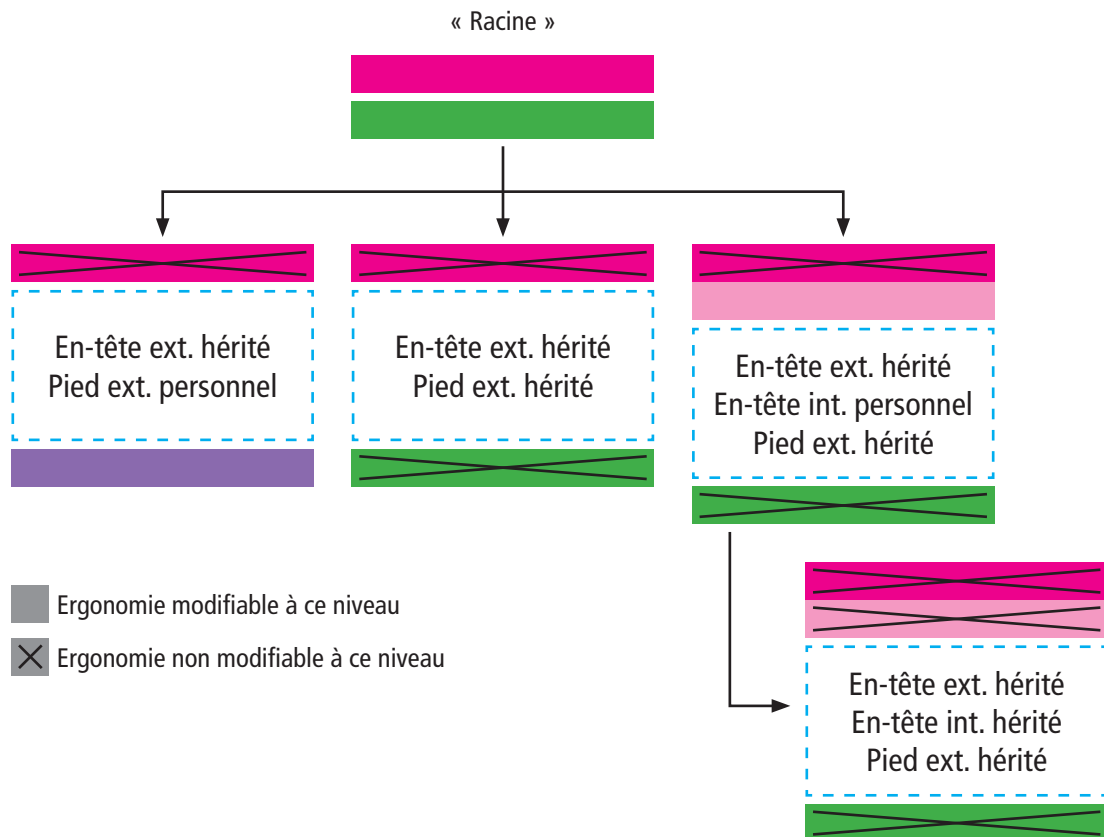 « Racine »
En-tête ext. hérité
Pied ext. personnel
En-tête ext. hérité
Pied ext. hérité
En-tête ext. hérité
En-tête int. personnel
Pied ext. hérité
Ergonomie modifiable à ce niveau
Ergonomie non modifiable à ce niveau
En-tête ext. hérité
En-tête int. hérité
Pied ext. hérité